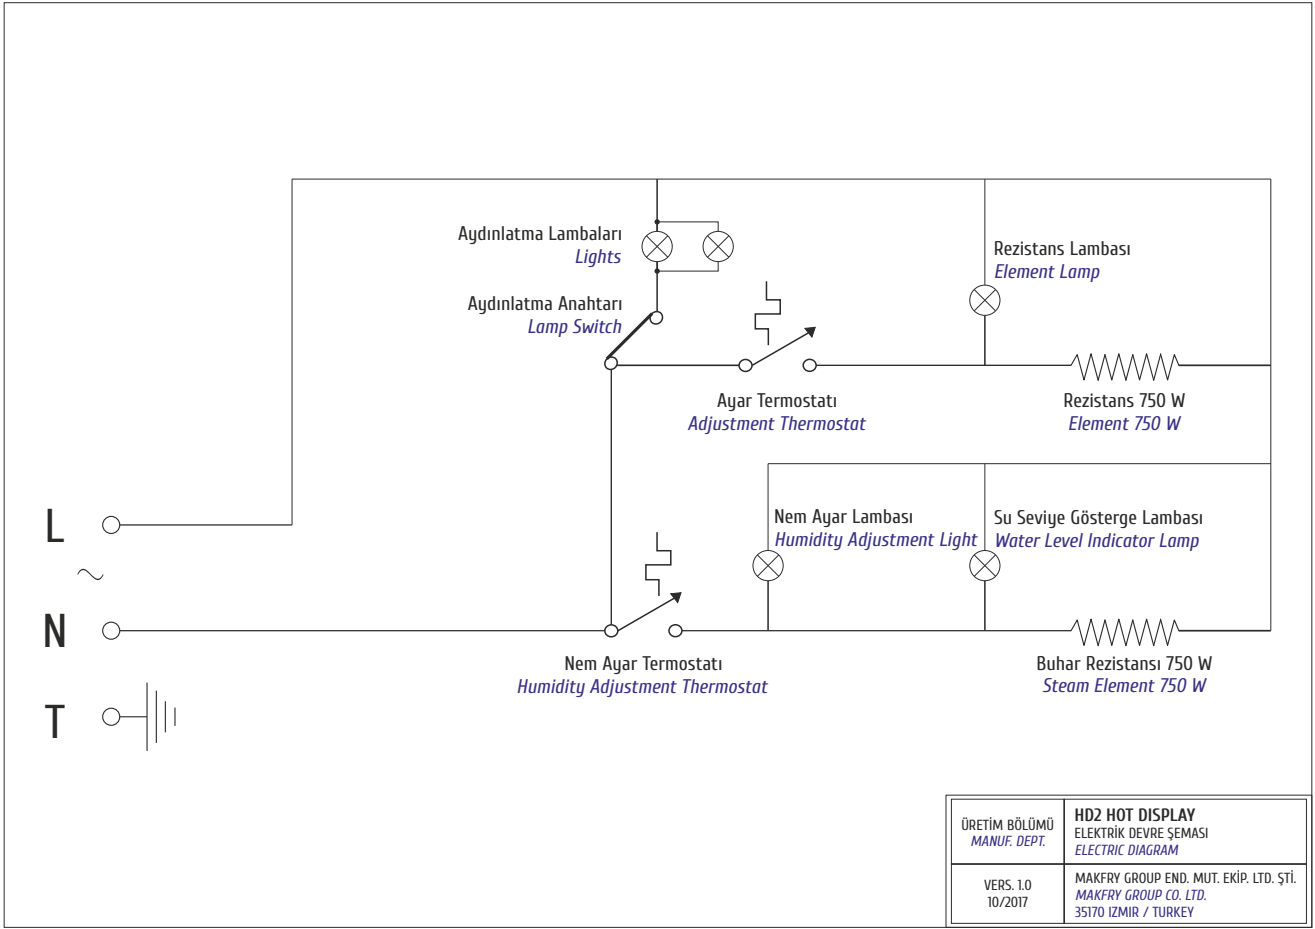 Aydınlatma Lambaları
Lights
Rezistans Lambası
Element Lamp
Aydınlatma Anahtarı
Lamp Switch
Ayar Termostatı
Adjustment Thermostat
Rezistans 750 W
Element 750 W
L
Nem Ayar Lambası
Humidity Adjustment Light
Su Seviye Gösterge Lambası
Water Level Indicator Lamp
N
Nem Ayar Termostatı
Humidity Adjustment Thermostat
Buhar Rezistansı 750 W
Steam Element 750 W
T
ÜRETİM BÖLÜMÜ
MANUF. DEPT.
HD2 HOT DISPLAY
ELEKTRİK DEVRE ŞEMASI
ELECTRIC DIAGRAM
VERS. 1.0
10/2017
MAKFRY GROUP END. MUT. EKİP. LTD. ŞTİ.
MAKFRY GROUP CO. LTD.
35170 IZMIR / TURKEY